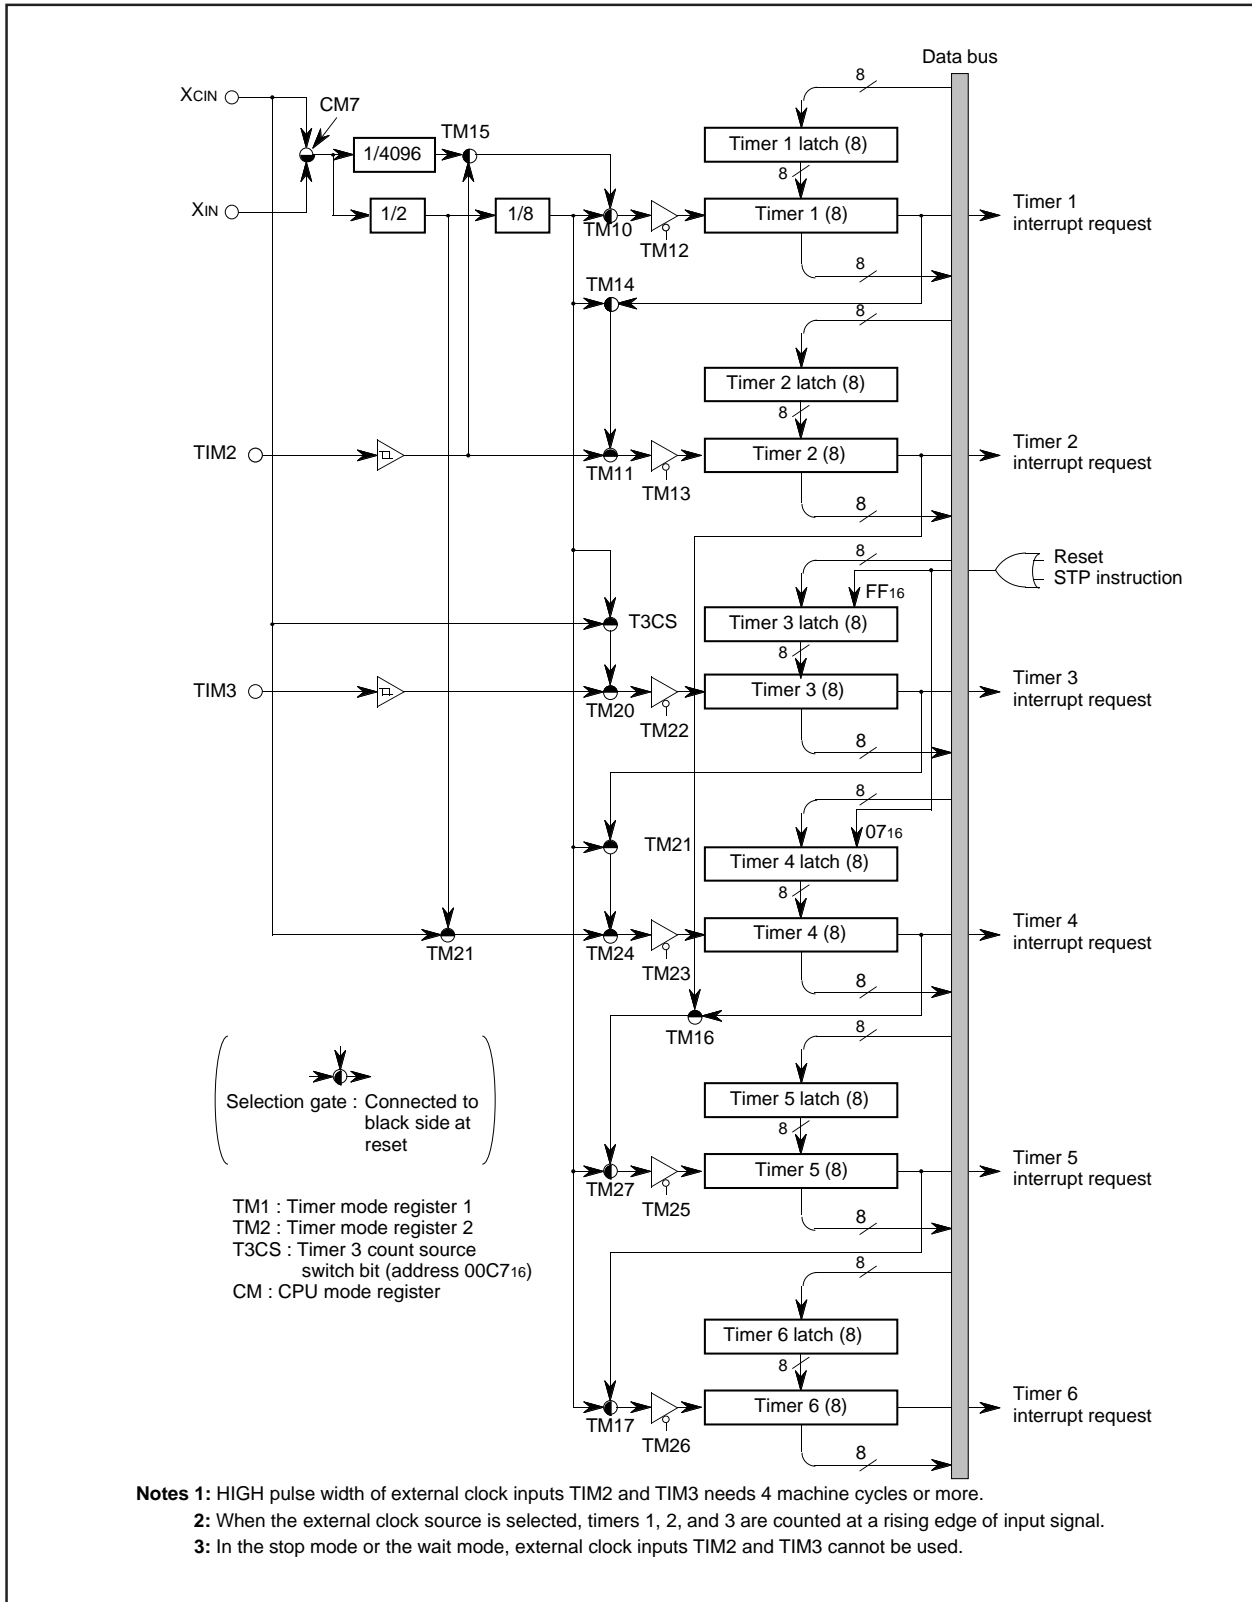 Data bus
XCIN
CM7
TM15
8
Timer 1 latch (8)
1/4096
8
XIN
1/2
1/8
TM10
TM12
Timer 1 (8)
Timer 1
interrupt request
8
TM14
8
Timer 2 latch (8)
8
TIM2
TM11
TM13
Timer 2 (8)
Timer 2
interrupt request
8
8
Reset
STP instruction
FF16
T3CS
Timer 3 latch (8)
8
TIM3
TM20
TM22
Timer 3 (8)
Timer 3
interrupt request
8
8
0716
TM21
Timer 4 latch (8)
8
TM21
TM24
TM23
Timer 4 (8)
Timer 4
interrupt request
8
TM16
8
Selection gate : Connected to
black side at
reset
Timer 5 latch (8)
8
TM27
TM25
Timer 5 (8)
Timer 5
interrupt request
8
TM1 : Timer mode register 1
TM2 : Timer mode register 2
T3CS : Timer 3 count source
switch bit (address 00C716)
CM : CPU mode register
8
Timer 6 latch (8)
8
TM17
TM26
Timer 6 (8)
Timer 6
interrupt request
8
Notes 1: HIGH pulse width of external clock inputs TIM2 and TIM3 needs 4 machine cycles or more.
2: When the external clock source is selected, timers 1, 2, and 3 are counted at a rising edge of input signal.
3: In the stop mode or the wait mode, external clock inputs TIM2 and TIM3 cannot be used.